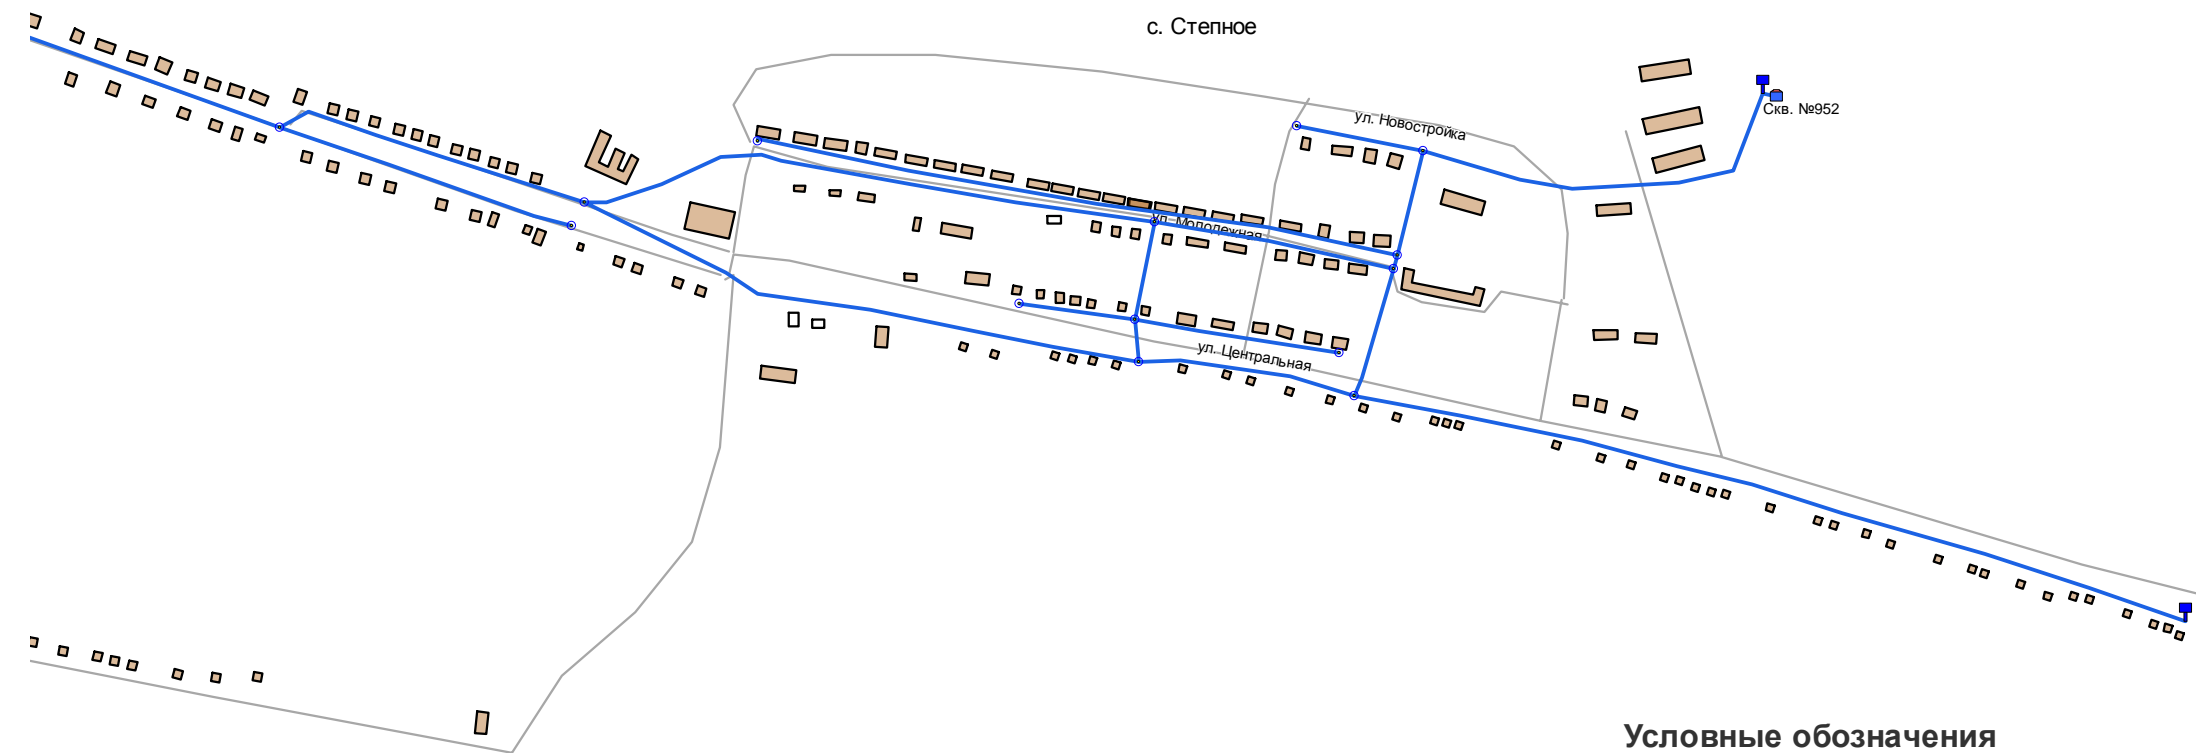 с. Степное
Скв. №952
ул. Новостройка
ул. Молодежная
ул. Центральная
Условные обозначения